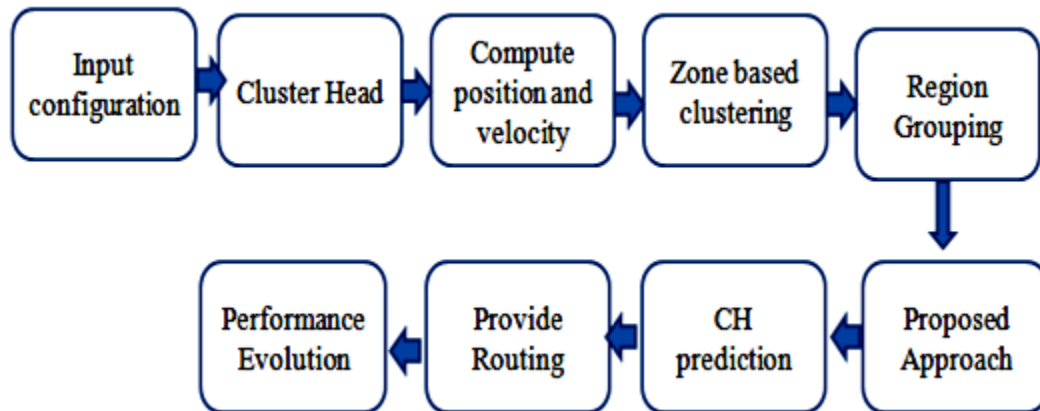 Input
configuration
Cluster Head
Compute
position and
velocity
Zone based
clustering
Region
Grouping
Performance
Evolution
Provide
Routing
CH
prediction
Proposed
Approach